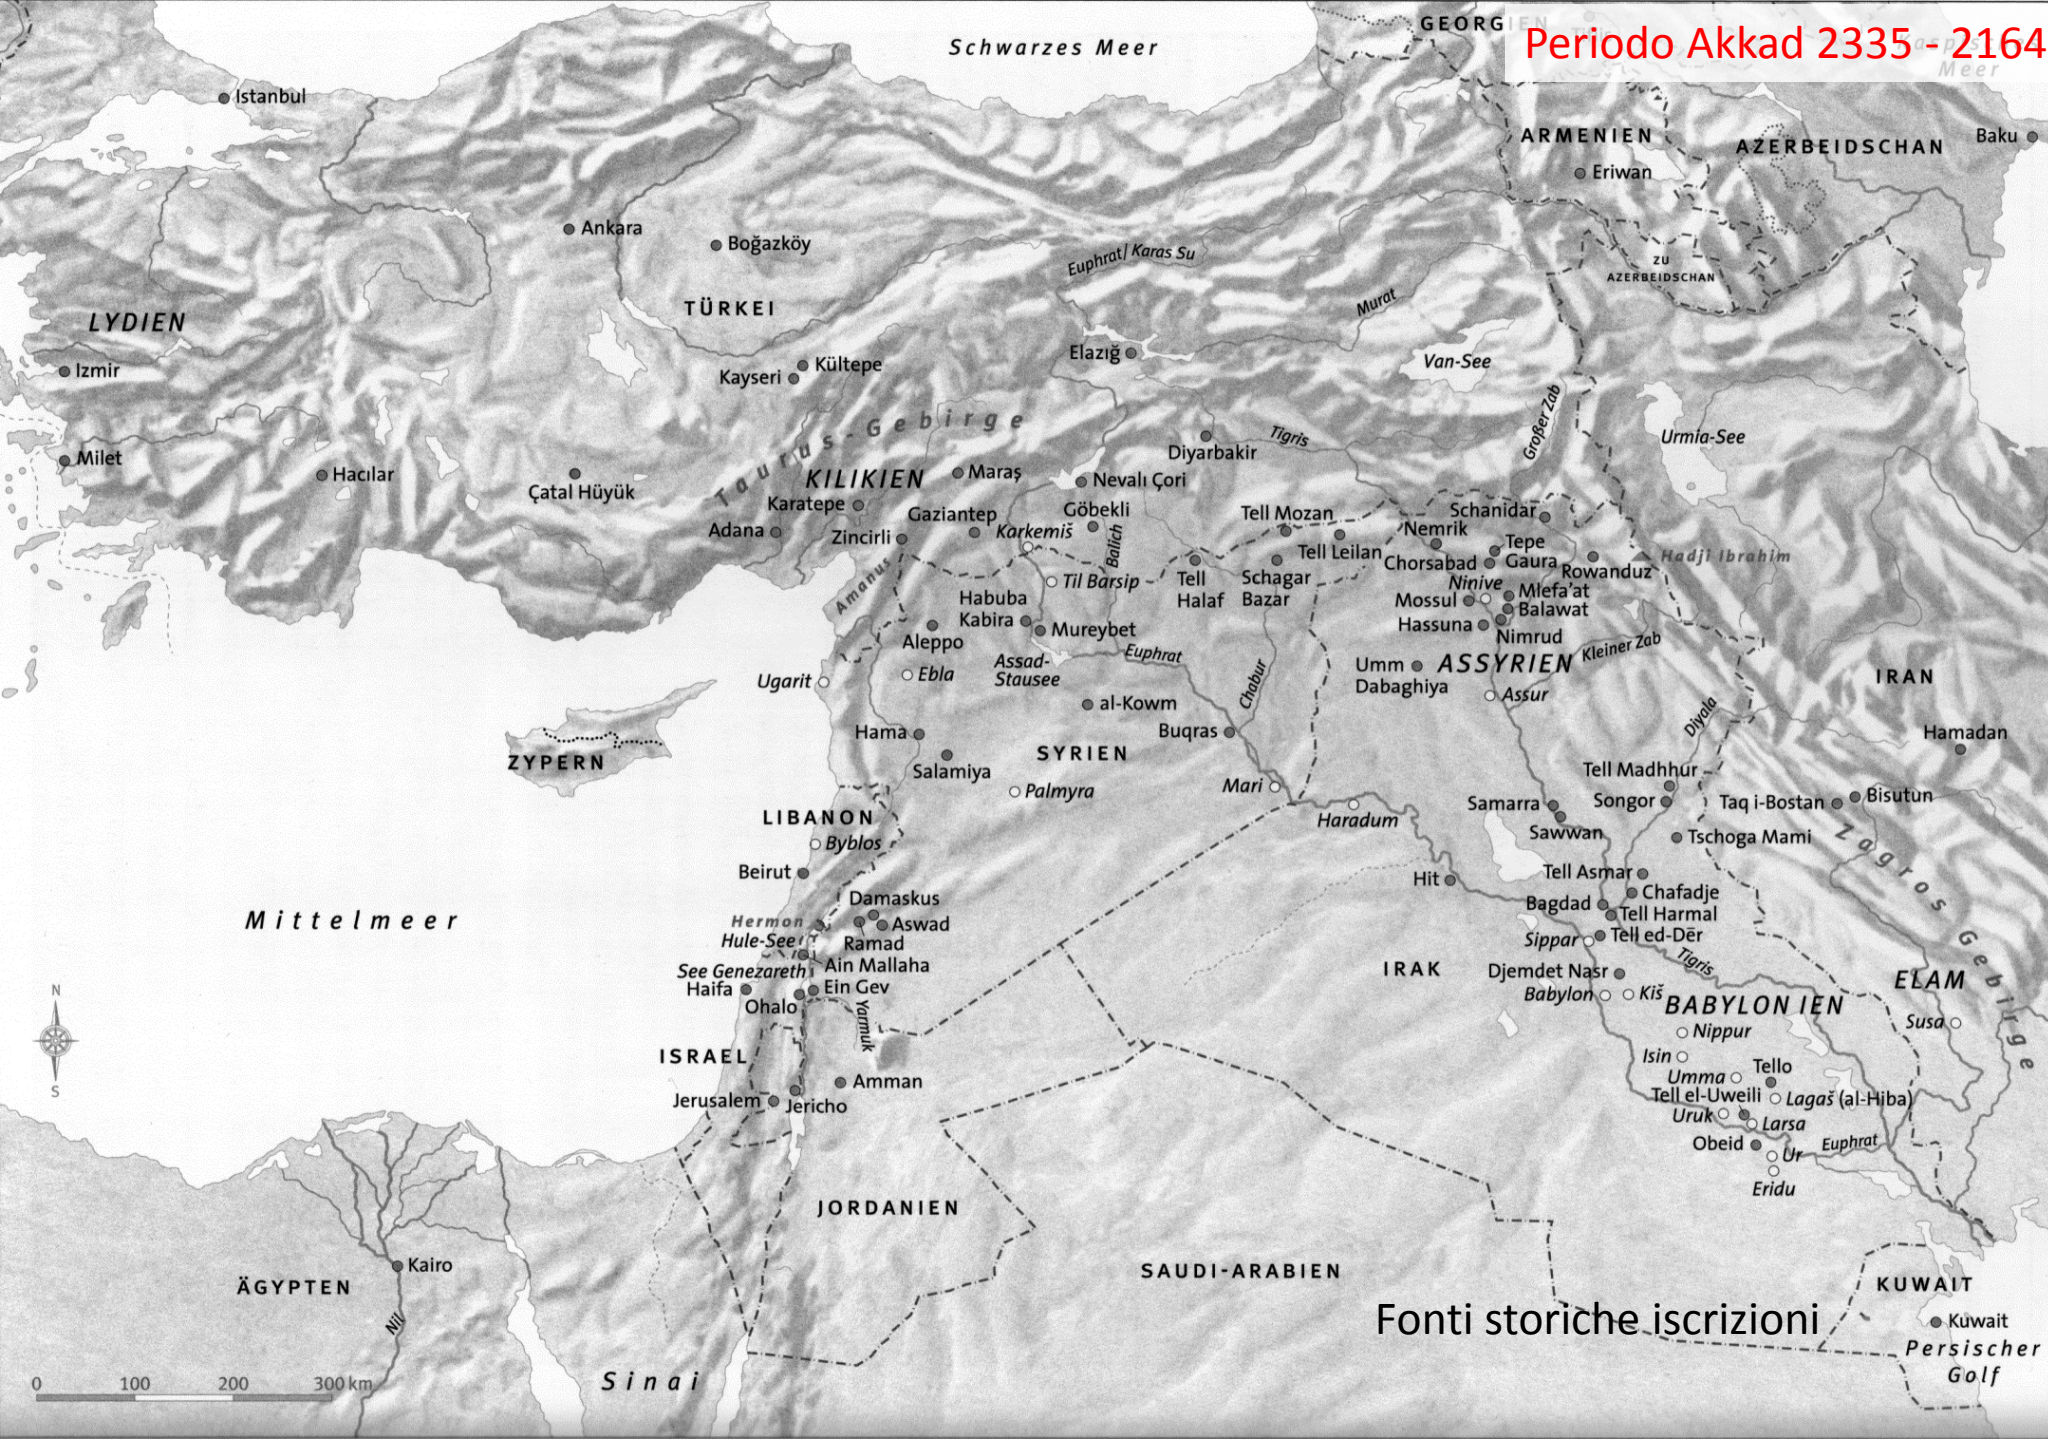 Schwarzes Meer
GEORGIEN
Periodo Akkad 2335 - 2164
Meer
Istanbul
ARMENIEN
Eriwan
AZERBEIDSCHAN
Baku
Ankara
Boğazköy
TÜRKEI
Euphrat/Karas Su
Murat
ZU
AZERBEIDSCHAN
LYDIEN
Izmir
Kültepe
Kayseri
Elazığ
Van-See
Großer Zab
Urmia-See
Taurus-Gebirge
Milet
Hacılar
Çatal Hüyük
KILIKIEN
Maraş
Karatepe
Adana
Zincirli
Gaziantep
Karkemiš
Nevalı Çori
Göbekli
Balich
Diyarbakir
Tigris
Tell Mozan
Tell Leilan
Nemrik
Schanidar
Chorsabad
Tepe
Gaura
Rowanduz
Hadji Ibrahim
Amanus
Til Barsip
Tell
Halaf
Schagar
Bazar
Ninive
Mossul
Mlefa'at
Balawat
Hassuna
Nimrud
Habuba
Kabira
Mureybet
Aleppo
Ebla
Assad-
Stausee
Euphrat
Chabur
Umm
Dabaghiya
ASSYRIEN
Kleiner Zab
Assur
IRAN
Ugarit
al-Kowm
Buqras
Diyala
Hamadan
ZYPERN
Hama
Salamiya
SYRIEN
Palmyra
Mari
Haradum
Tell Madhhur
Songor
Samarra
Sawwan
Taq i-Bostan
Bisutun
Tschoga Mami
Zagros Gebirge
LIBANON
Byblos
Beirut
Hit
Tell Asmar
Chafadje
Bagdad
Tell Harmal
Sippar
Tell ed-Dēr
Tigris
Mittelmeer
Damaskus
Hermon
Aswad
Hule-See
Ramad
See Genezareth
Ain Mallaha
Haifa
Ein Gev
Ohalo
Yarmuk
IRAK
Djemdet Nasr
Babylon
Kiš
BABYLONIEN
ELAM
Susa
Nippur
Isin
Umma
Tello
Tell el-Uweili
Lagaš (al-Hiba)
Uruk
Larsa
Obeid
Ur
Euphrat
Eridu
N
S
ISRAEL
Amman
Jerusalem
Jericho
JORDANIEN
SAUDI-ARABIEN
Kairo
ÄGYPTEN
Nil
Sinai
KUWAIT
Kuwait
Persischer
Golf
Fonti storiche iscrizioni
0 100 200 300 km